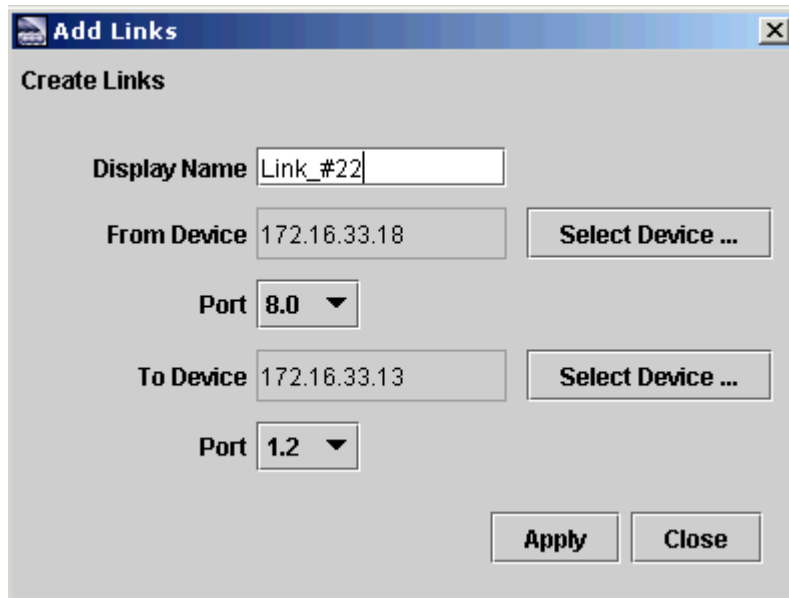 Add Links
Create Links
Display Name Link_#22
From Device 172.16.33.18 Select Device ...
Port 8.0
To Device 172.16.33.13 Select Device ...
Port 1.2
Apply Close